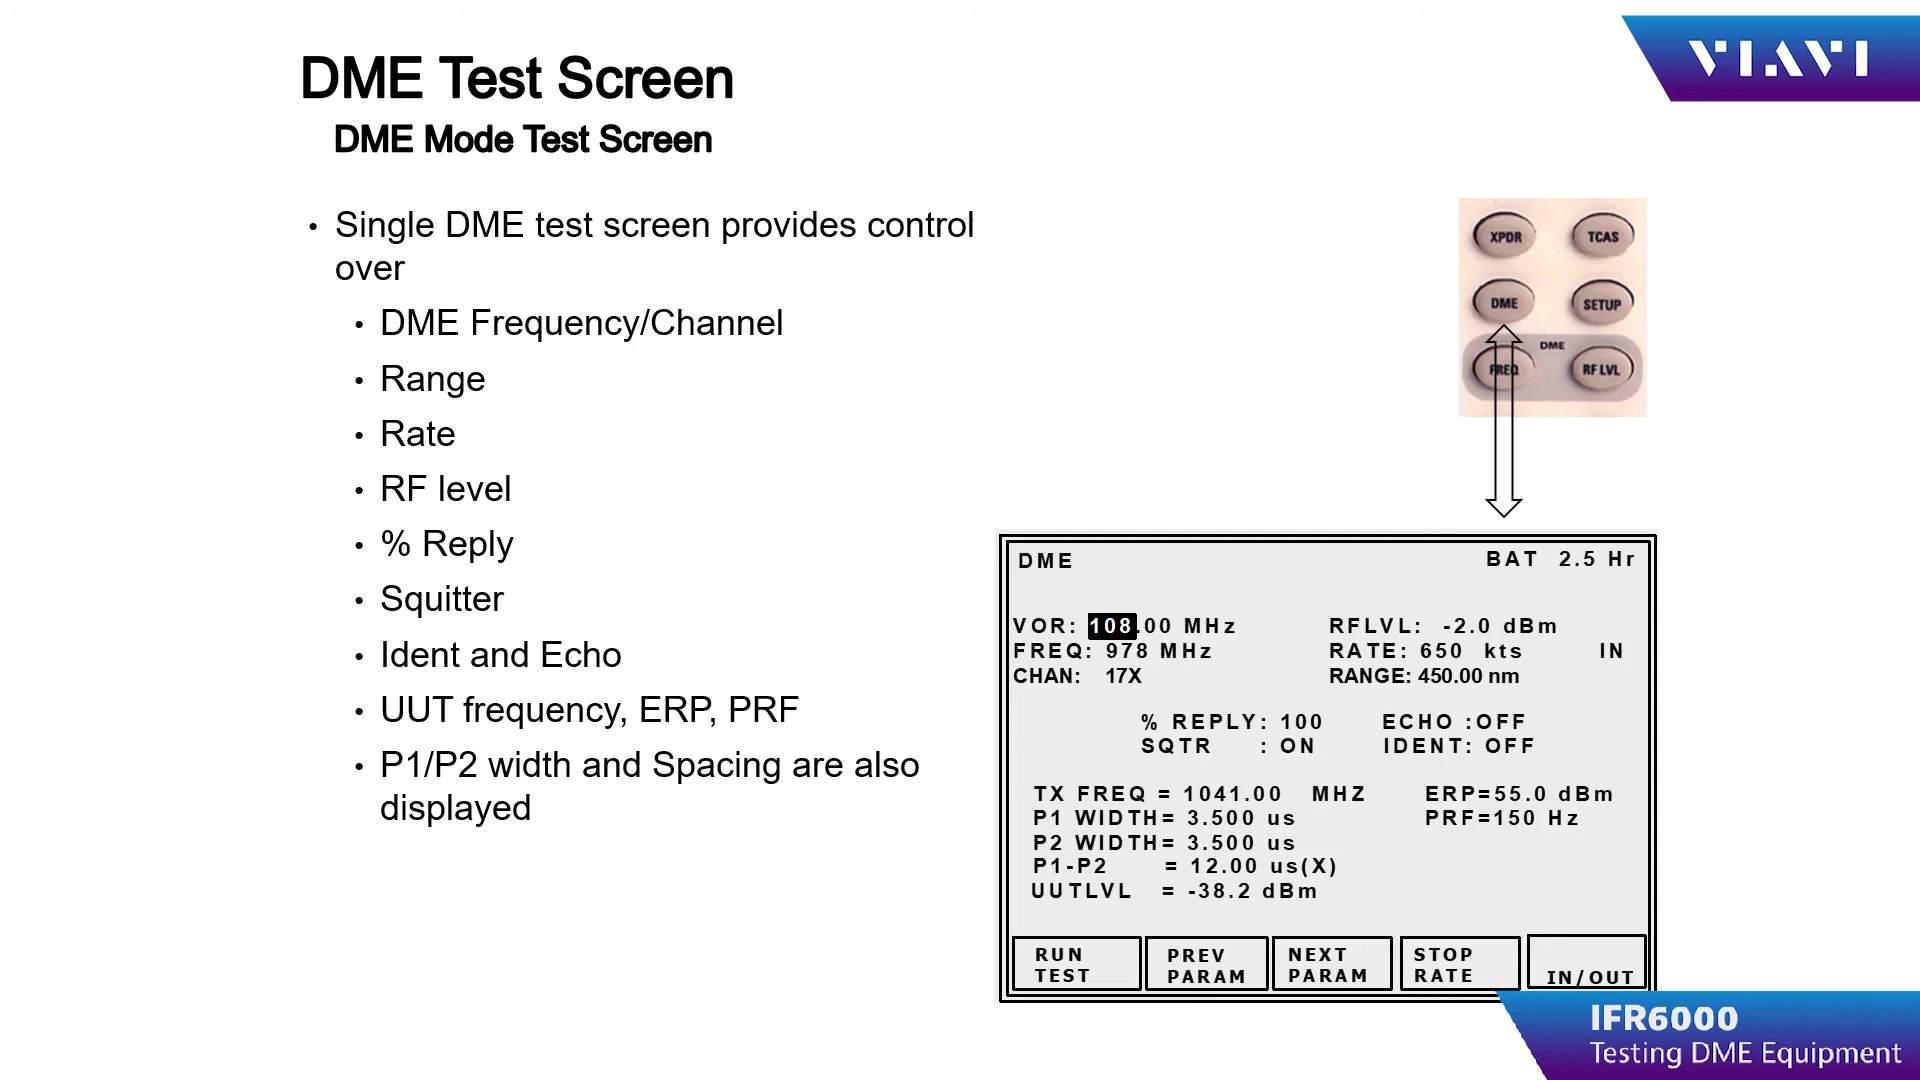 VIAVI
DME Test Screen
DME Mode Test Screen
• Single DME test screen provides control
over
• DME Frequency/Channel
• Range
• Rate
• RF level
• % Reply
• Squitter
• Ident and Echo
• UUT frequency, ERP, PRF
• P1/P2 width and Spacing are also
displayed
XPDR TCAS
DME SETUP
DME
FREQ RF LVL
DME BAT 2.5 Hr
VOR: 108.00 MHz RFLVL: -2.0 dBm
FREQ: 978 MHz RATE: 650 kts IN
CHAN: 17X RANGE: 450.00 nm
% REPLY: 100 ECHO :OFF
SQTR : ON IDENT: OFF
TX FREQ = 1041.00 MHZ ERP=55.0 dBm
P1 WIDTH= 3.500 us PRF=150 Hz
P2 WIDTH= 3.500 us
P1-P2 = 12.00 us(X)
UUTLVL = -38.2 dBm
RUN PREV NEXT STOP
TEST PARAM PARAM RATE IN/OUT
IFR6000
Testing DME Equipment